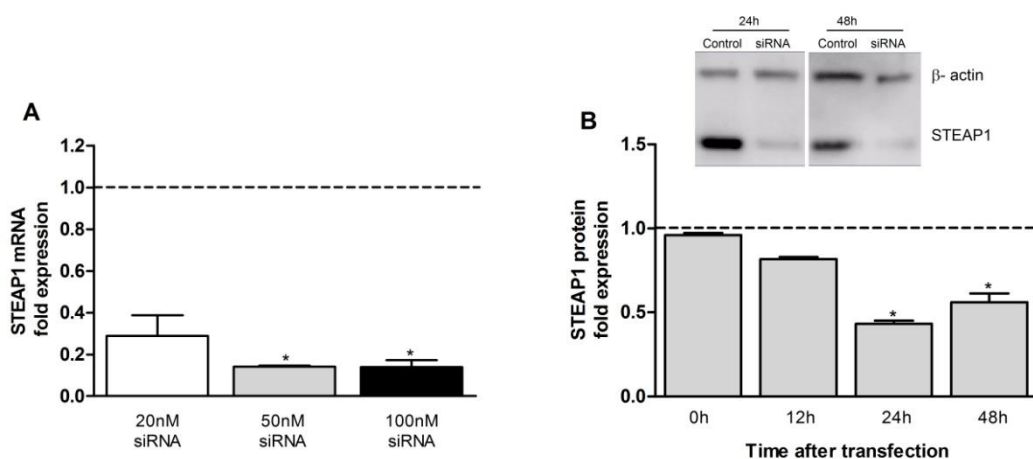 A
1.2
1.0
0.8
0.6
0.4
0.2
0.0
STEAP1 mRNA
fold expression
*
*
20nM
siRNA
50nM
siRNA
100nM
siRNA
24h
48h
Control
siRNA
Control
siRNA
β- actin
STEAP1
B
1.5
1.0
0.5
0.0
STEAP1 protein
fold expression
*
*
0h
12h
24h
48h
Time after transfection